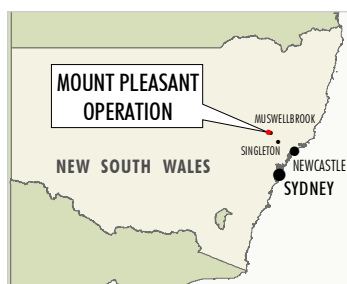 MOUNT PLEASANT
OPERATION
MUSWELLBROOK
SINGLETON
NEWCASTLE
NEW SOUTH WALES
SYDNEY